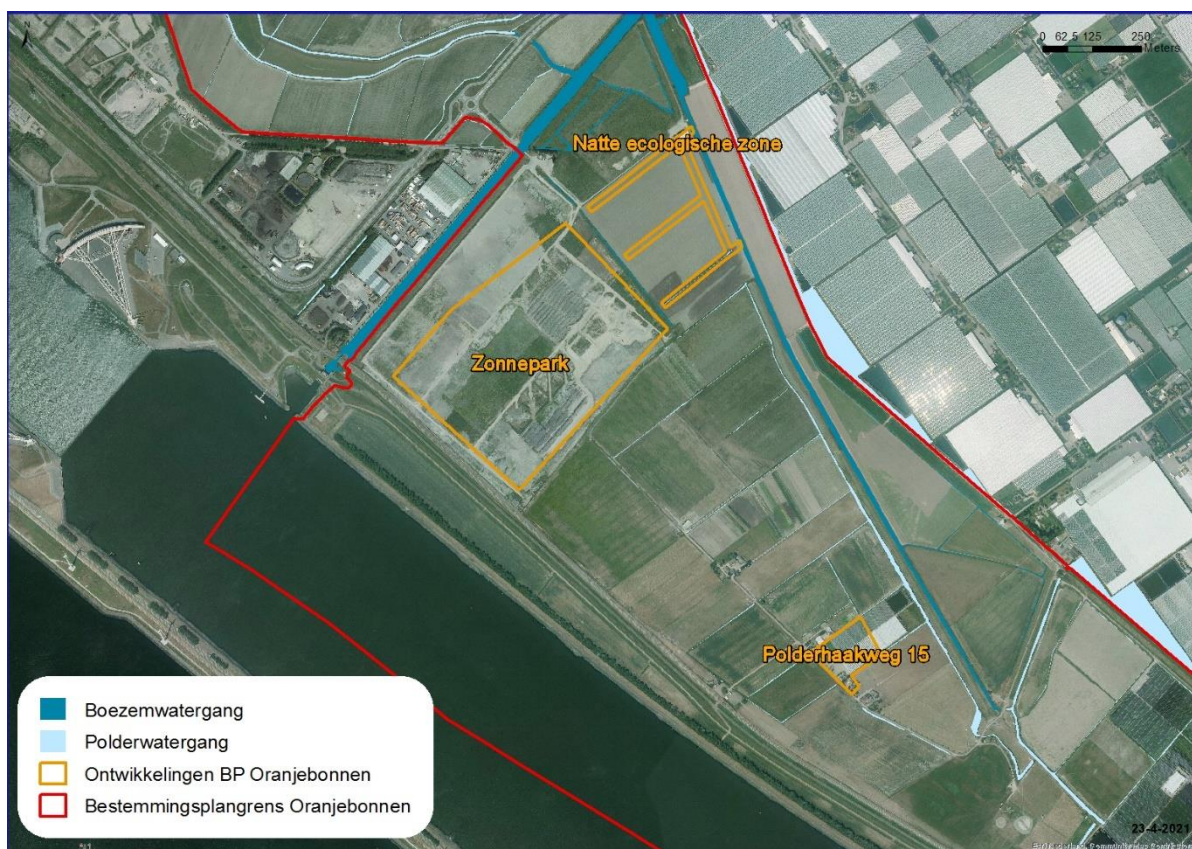 N
0 62,5 125 250
Meters
Natte ecologische zone
Zonnepark
Polderhaakweg 15
Boezemwatergang
Polderwatergang
Ontwikkelingen BP Oranjebonnen
Bestemmingsplangrens Oranjebonnen
23-4-2021